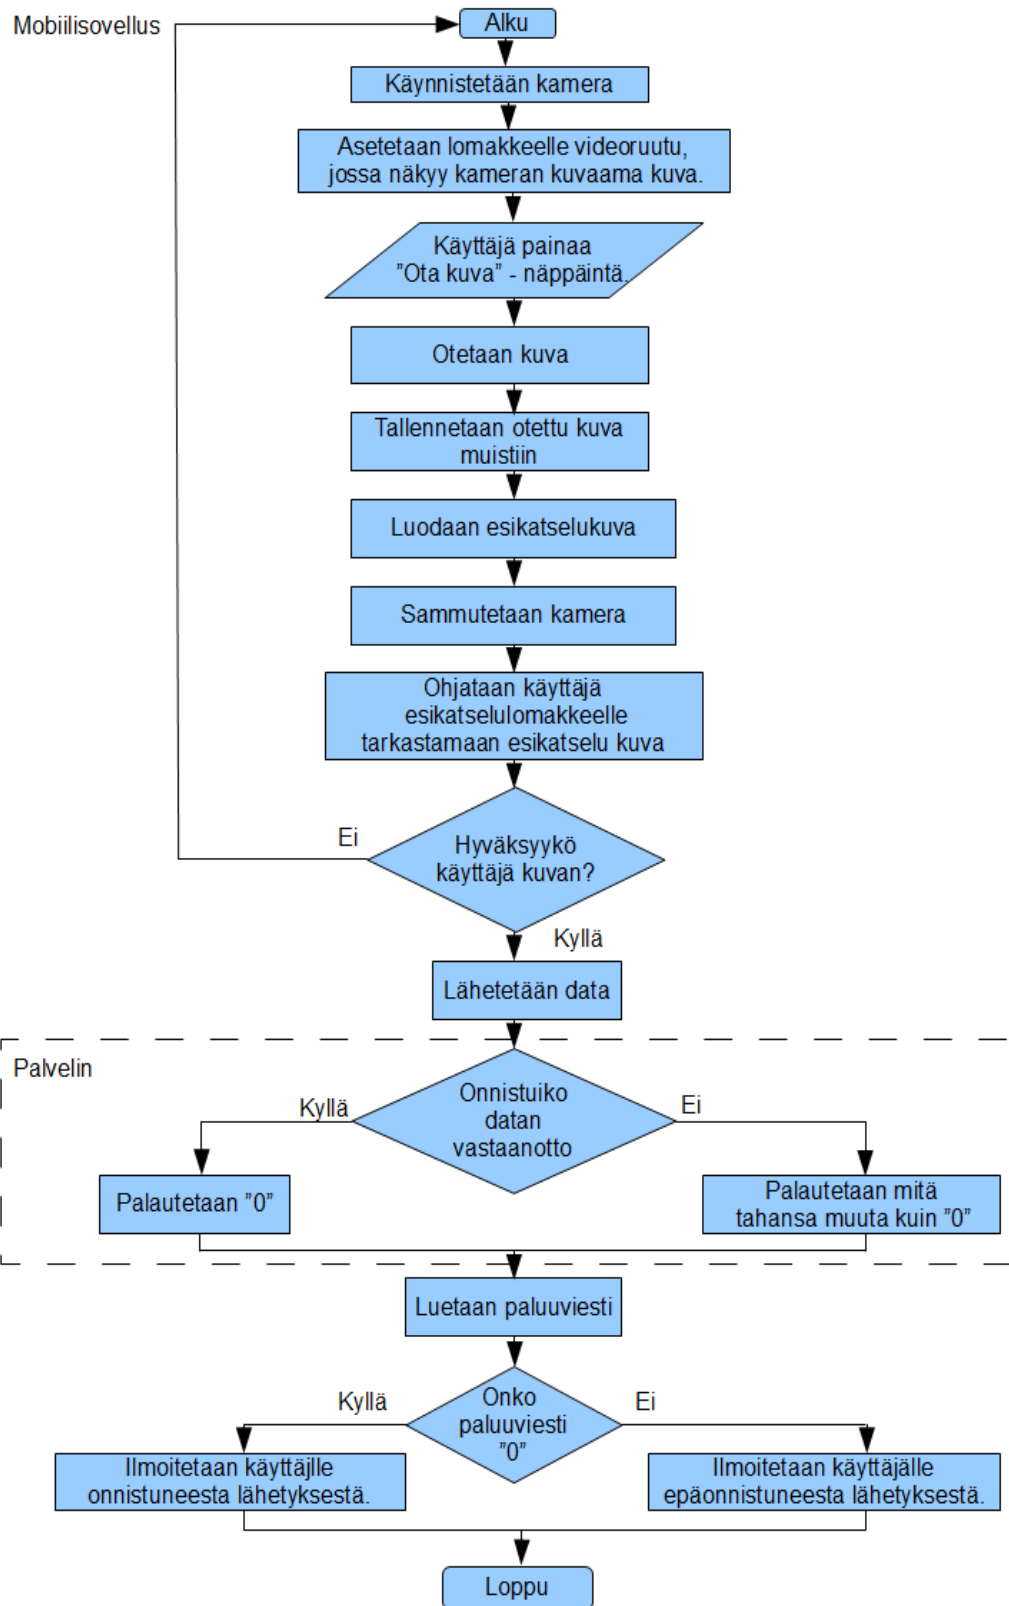 Mobiilisovellus
Alku
Käynnistetään kamera
Asetetaan lomakkeelle videoruutu,
jossa näkyy kameran kuvaama kuva.
Käyttäjä painaa
”Ota kuva” - näppäintä.
Otetaan kuva
Tallennetaan otettu kuva
muistiin
Luodaan esikatselukuva
Sammutetaan kamera
Ohjataan käyttäjä
esikatselulomakkeelle
tarkastamaan esikatselu kuva
Ei
Hyväksyykö
käyttäjä kuvan?
Kyllä
Lähetetään data
Palvelin
Onnistuiko
datan
vastaanotto
Kyllä
Ei
Palautetaan ”0”
Palautetaan mitä
tahansa muuta kuin ”0”
Luetaan paluuviesti
Onko
paluuviesti
”0”
Kyllä
Ei
Ilmoitetaan käyttäjlle
onnistuneesta lähetyksestä.
Ilmoitetaan käyttäjälle
epäonnistuneesta lähetyksestä.
Loppu